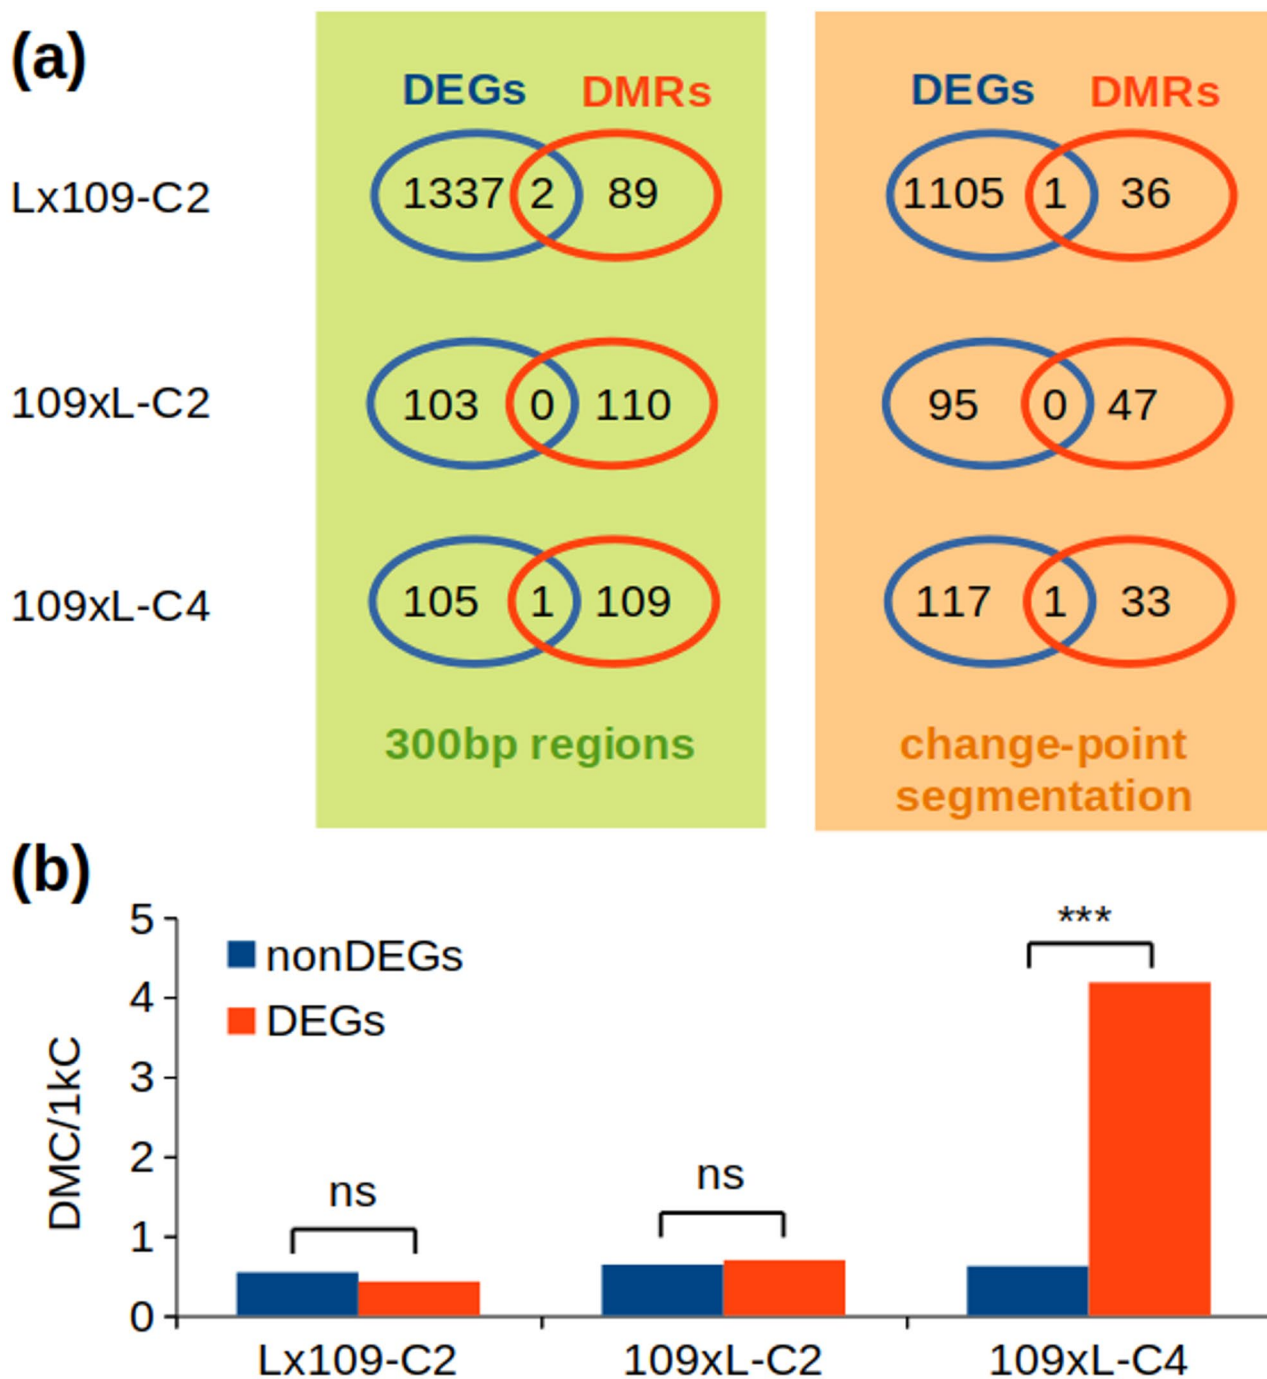 (a)
DEGs DMRs DEGs DMRs
Lx109-C2 1337 2 89 1105 1 36
109xL-C2 103 0 110 95 0 47
109xL-C4 105 1 109 117 1 33
300bp regions change-point
segmentation
(b)
5
4
3
2
1
0
DMC/1kC
nonDEGs
DEGs
ns
ns
***
Lx109-C2 109xL-C2 109xL-C4